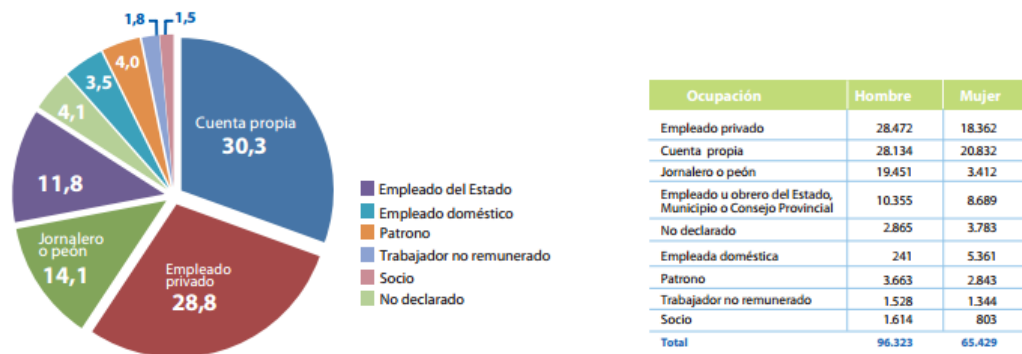 1,8
1,5
4,0
3,5
4,1
Cuenta propia
30,3
11,8
Jornalero
o peón
14,1
Empleado
privado
28,8
Empleado del Estado
Empleado doméstico
Patrono
Trabajador no remunerado
Socio
No declarado
Ocupación Hombre Mujer
Empleado privado 28.472 18.362
Cuenta propia 28.134 20.832
Jornalero o peón 19.451 3.412
Empleado u obrero del Estado,
Municipio o Consejo Provincial 10.355 8.689
No declarado 2.865 3.783
Empleada doméstica 241 5.361
Patrono 3.663 2.843
Trabajador no remunerado 1.528 1.344
Socio 1.614 803
Total 96.323 65.429